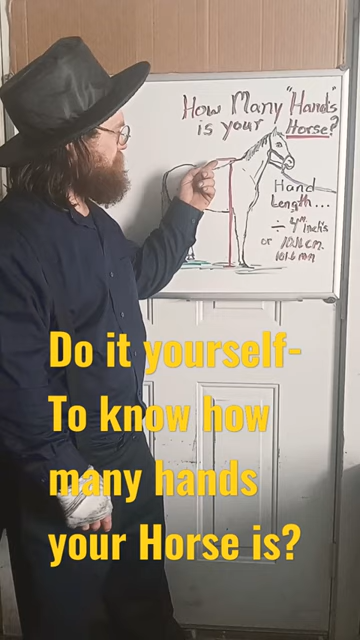 How Many "Hands"
is your Horse?
Hand
Length...
÷ 4 Inch's
or 10.16 cm.
101.6 mm
Do it yourself-
To know how
many hands
your Horse is?